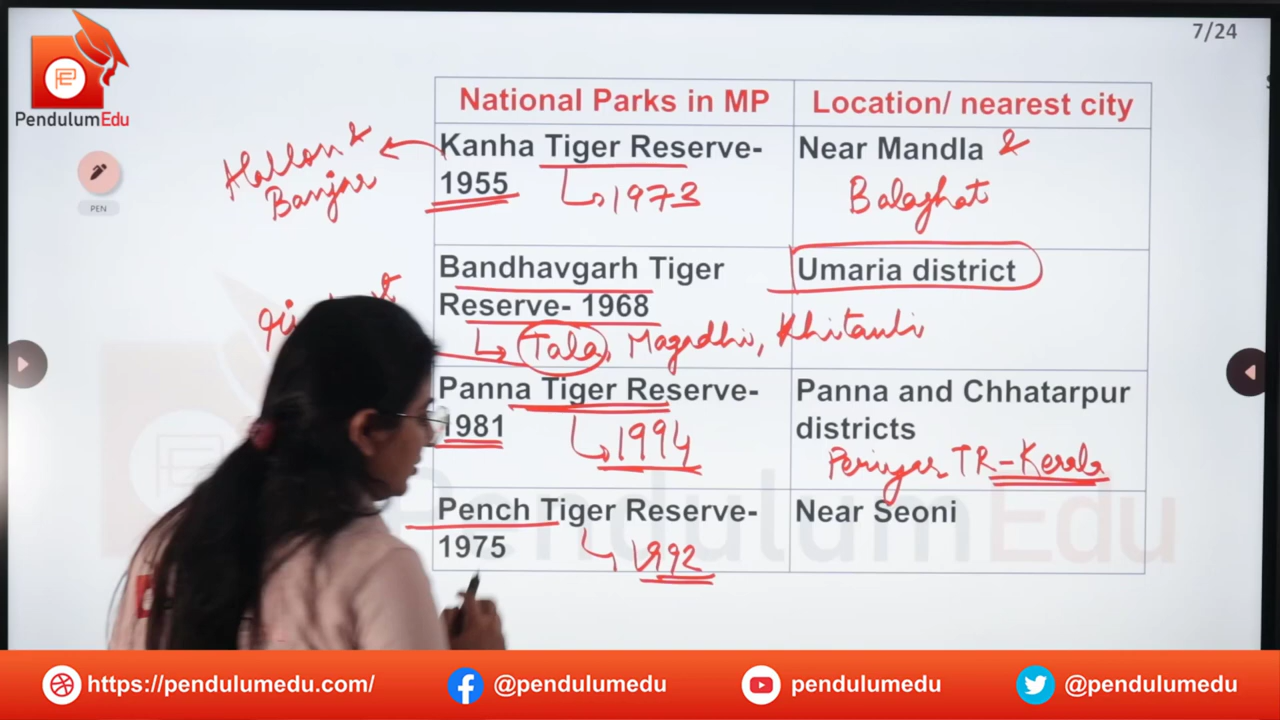 7/24
PendulumEdu
PEN
National Parks in MP
Location/ nearest city
Hallon &
Banjar
Kanha Tiger Reserve-
1955
1973
Near Mandla &
Balaghat
Bandhavgarh Tiger
Reserve- 1968
Tala, Magadhi, Khitauli
Umaria district
Panna Tiger Reserve-
1981
1994
Panna and Chhatarpur
districts
Periyar TR-Kerala
Pench Tiger Reserve-
1975
1992
Near Seoni
PendulumEdu
https://pendulumedu.com/
@pendulumedu
pendulumedu
@pendulumedu